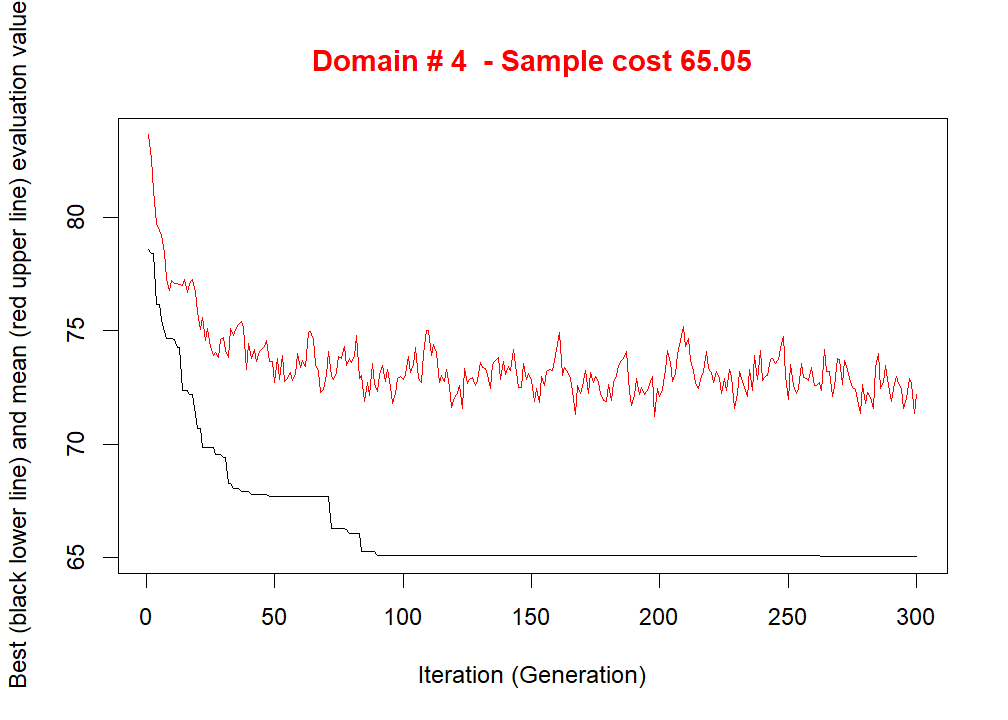 Domain # 4  - Sample cost 65.05
Best (black lower line) and mean (red upper line) evaluation value
80
75
70
65
0 50 100 150 200 250 300
Iteration (Generation)